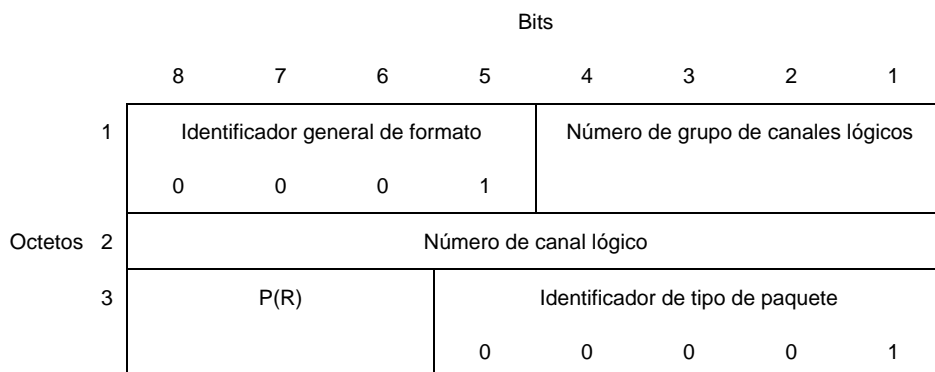 Bits
8 7 6 5 4 3 2 1
1 Identificador general de formato Número de grupo de canales lógicos
0 0 0 1
Octetos 2 Número de canal lógico
3 P(R) Identificador de tipo de paquete
0 0 0 0 1